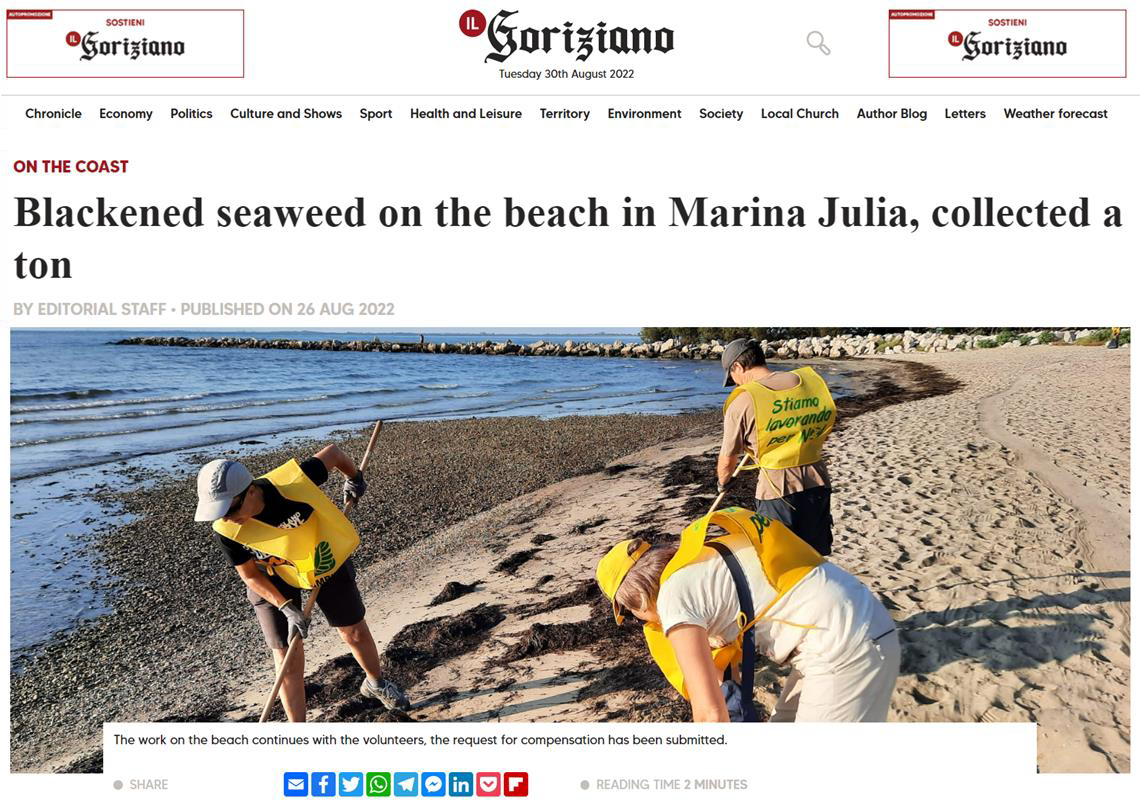 AUTOPROMOZIONE
SOSTIENI
IL Goriziano
IL Goriziano
Tuesday 30th August 2022
AUTOPROMOZIONE
SOSTIENI
IL Goriziano
Chronicle Economy Politics Culture and Shows Sport Health and Leisure Territory Environment Society Local Church Author Blog Letters Weather forecast
ON THE COAST
Blackened seaweed on the beach in Marina Julia, collected a
ton
BY EDITORIAL STAFF • PUBLISHED ON 26 AUG 2022
Stiamo
lavorando
per
The work on the beach continues with the volunteers, the request for compensation has been submitted.
SHARE
READING TIME 2 MINUTES